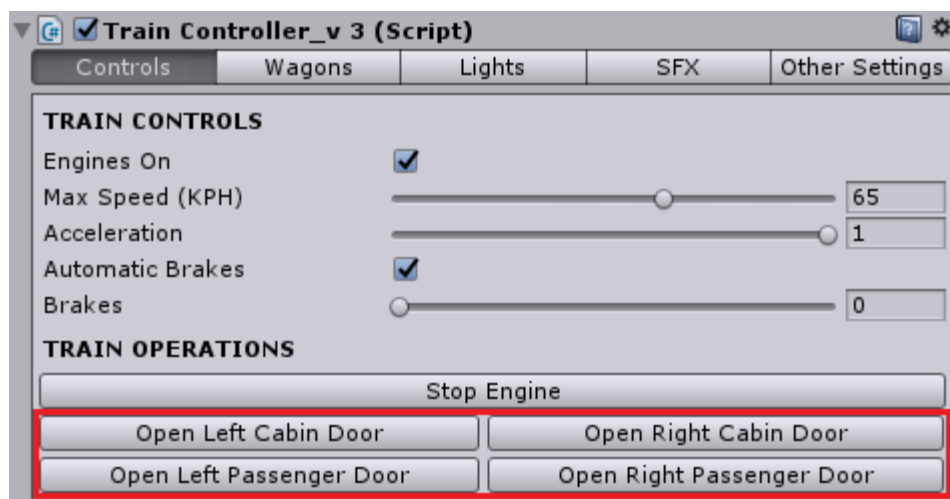 Train Controller_v 3 (Script)
Controls Wagons Lights SFX Other Settings
TRAIN CONTROLS
Engines On
Max Speed (KPH) 65
Acceleration 1
Automatic Brakes
Brakes 0
TRAIN OPERATIONS
Stop Engine
Open Left Cabin Door Open Right Cabin Door
Open Left Passenger Door Open Right Passenger Door